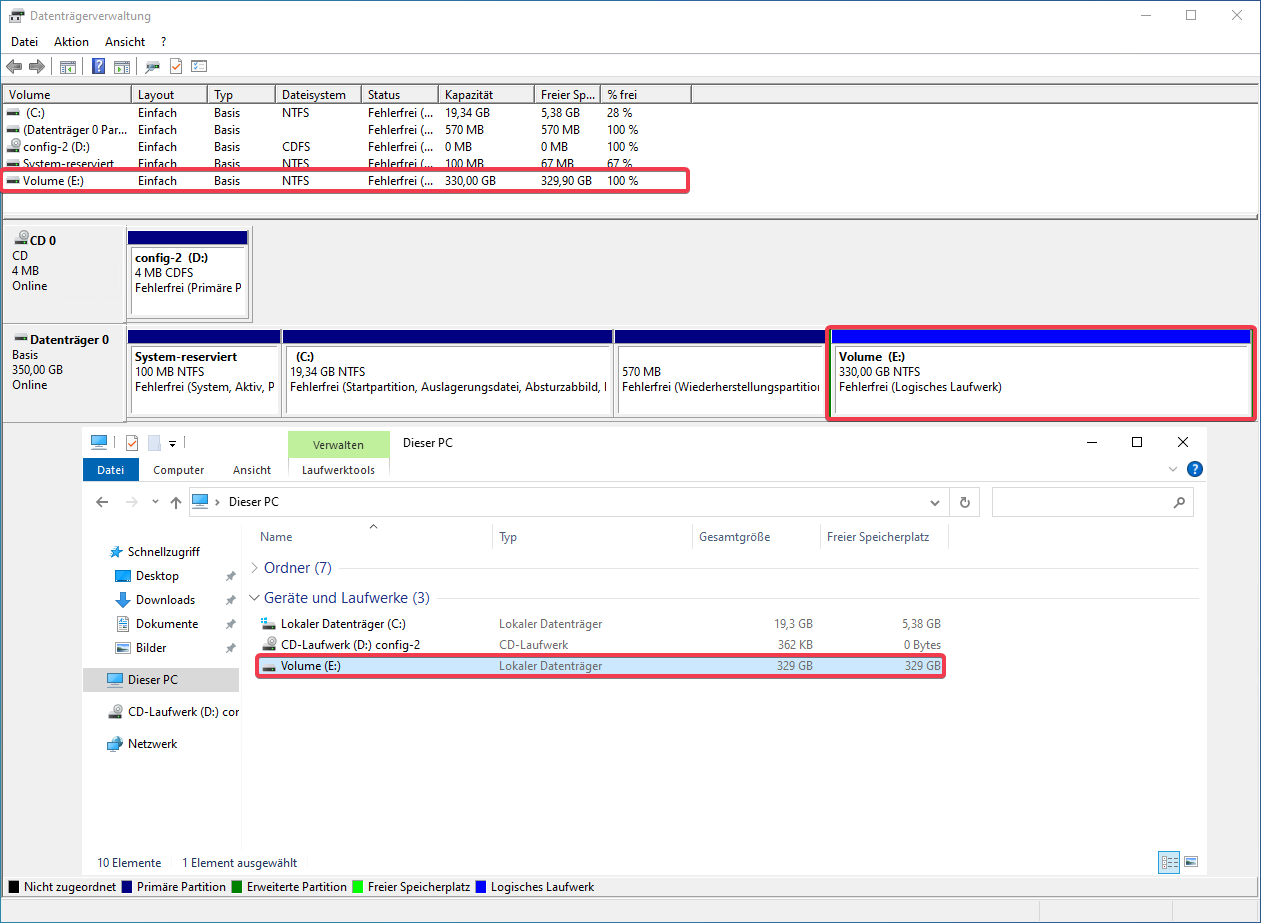 Datenträgerverwaltung
Datei Aktion Ansicht ?
Volume Layout Typ Dateisystem Status Kapazität Freier Sp... % frei
(C:) Einfach Basis NTFS Fehlerfrei (... 19,34 GB 5,38 GB 28 %
(Datenträger 0 Par... Einfach Basis Fehlerfrei (... 570 MB 570 MB 100 %
config-2 (D:) Einfach Basis CDFS Fehlerfrei (... 0 MB 0 MB 100 %
System-reserviert Einfach Basis NTFS Fehlerfrei (... 100 MB 67 MB 67 %
Volume (E:) Einfach Basis NTFS Fehlerfrei (... 330,00 GB 329,90 GB 100 %
CD 0
CD
4 MB
Online
config-2 (D:)
4 MB CDFS
Fehlerfrei (Primäre P
Datenträger 0
Basis
350,00 GB
Online
System-reserviert
100 MB NTFS
Fehlerfrei (System, Aktiv, P
(C:)
19,34 GB NTFS
Fehlerfrei (Startpartition, Auslagerungsdatei, Absturzabbild, 
570 MB
Fehlerfrei (Wiederherstellungspartition
Volume (E:)
330,00 GB NTFS
Fehlerfrei (Logisches Laufwerk)
Verwalten Dieser PC
Datei Computer Ansicht Laufwerktools ?
Dieser PC
Name Typ Gesamtgröße Freier Speicherplatz
Schnellzugriff
Desktop
Downloads
Dokumente
Bilder
Dieser PC
CD-Laufwerk (D:) cor
Netzwerk
Ordner (7)
Geräte und Laufwerke (3)
Lokaler Datenträger (C:) Lokaler Datenträger 19,3 GB 5,38 GB
CD-Laufwerk (D:) config-2 CD-Laufwerk 362 KB 0 Bytes
Volume (E:) Lokaler Datenträger 329 GB 329 GB
10 Elemente 1 Element ausgewählt
Nicht zugeordnet Primäre Partition Erweiterte Partition Freier Speicherplatz Logisches Laufwerk